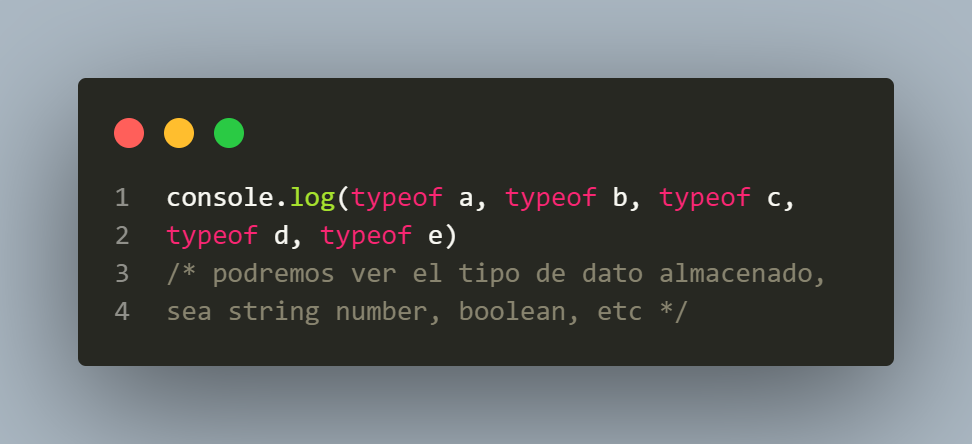 1 console.log(typeof a, typeof b, typeof c,
2 typeof d, typeof e)
3 /* podremos ver el tipo de dato almacenado,
4 sea string number, boolean, etc */